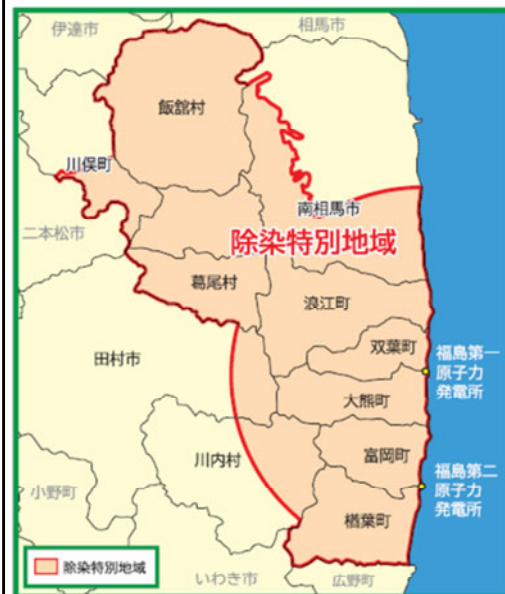 伊達市
相馬市
飯舘村
川俣町
南相馬市
二本松市
除染特別地域
葛尾村
浪江町
双葉町
福島第一
原子力
発電所
田村市
大熊町
川内村
富岡町
小野町
福島第二
原子力
発電所
楢葉町
除染特別地域
いわき市
広野町